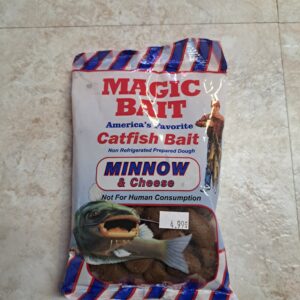 MAGIC
BAIT
America's Favorite
Catfish Bait
Non Refrigerated Prepared Dough
MINNOW
& Cheese
Not For Human Consumption
4.99